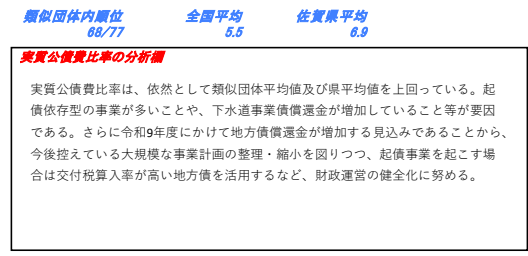 類似団体内順位 全国平均 佐賀県平均
68/77 5.5 6.9
実質公債費比率の分析欄
実質公債費比率は、依然として類似団体平均値及び県平均値を上回っている。起
債依存型の事業が多いことや、下水道事業債償還金が増加していること等が要因
である。さらに令和9年度にかけて地方債償還金が増加する見込みであることから、
今後控えている大規模な事業計画の整理・縮小を図りつつ、起債事業を起こす場
合は交付税算入率が高い地方債を活用するなど、財政運営の健全化に努める。